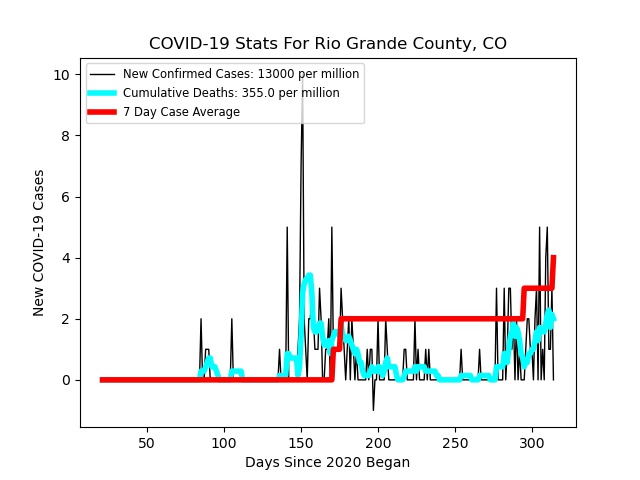 COVID-19 Stats For Rio Grande County, CO
New Confirmed Cases: 13000 per million
Cumulative Deaths: 355.0 per million
7 Day Case Average
New COVID-19 Cases
10
8
6
4
2
0
50 100 150 200 250 300
Days Since 2020 Began